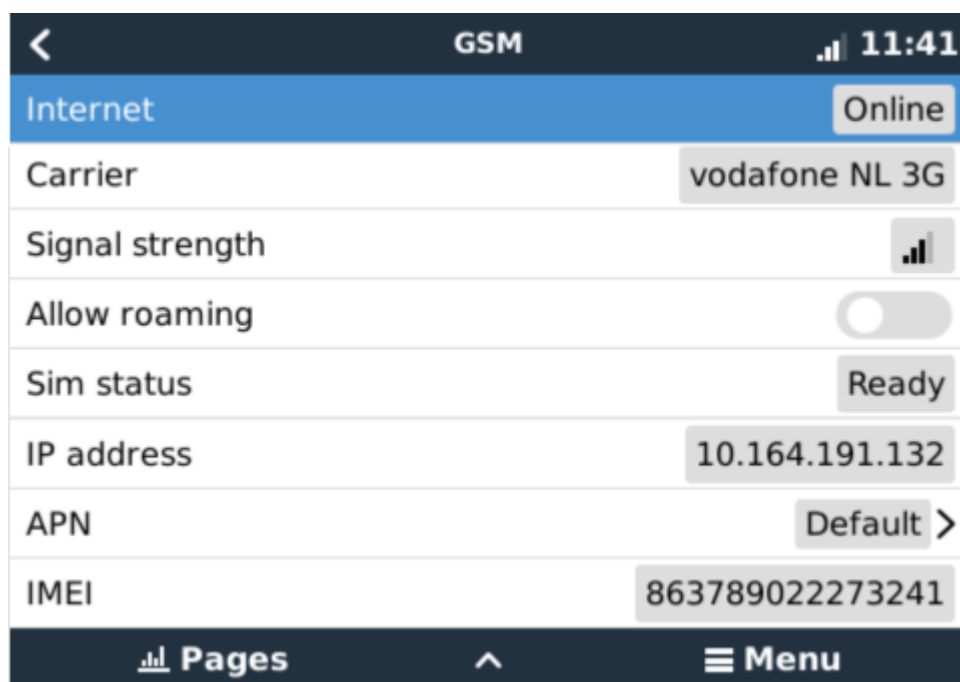 GSM 11:41
Internet Online
Carrier vodafone NL 3G
Signal strength
Allow roaming
Sim status Ready
IP address 10.164.191.132
APN Default
IMEI 863789022273241
Pages Menu